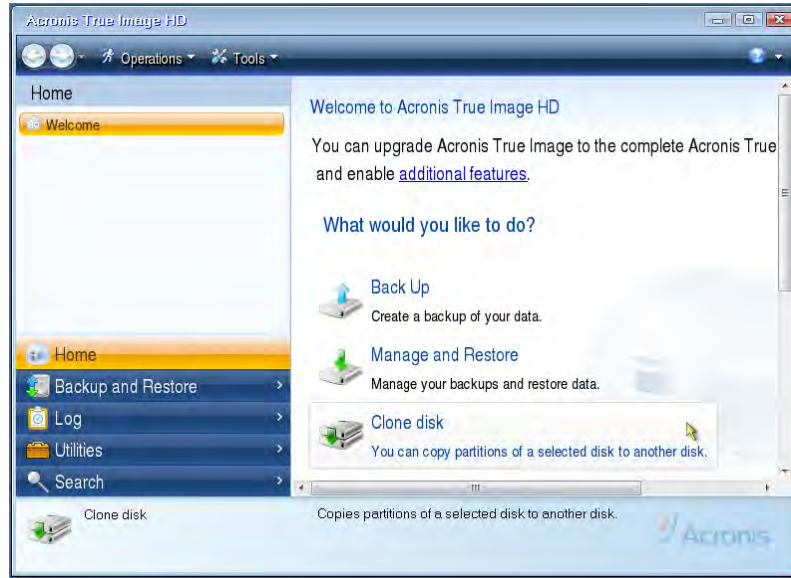 Acronis True Image HD
Operations Tools
Home
Welcome
Home
Backup and Restore
Log
Utilities
Search
Welcome to Acronis True Image HD
You can upgrade Acronis True Image to the complete Acronis True
and enable additional features.
What would you like to do?
Back Up
Create a backup of your data.
Manage and Restore
Manage your backups and restore data.
Clone disk
You can copy partitions of a selected disk to another disk.
Clone disk
Copies partitions of a selected disk to another disk.
Acronis